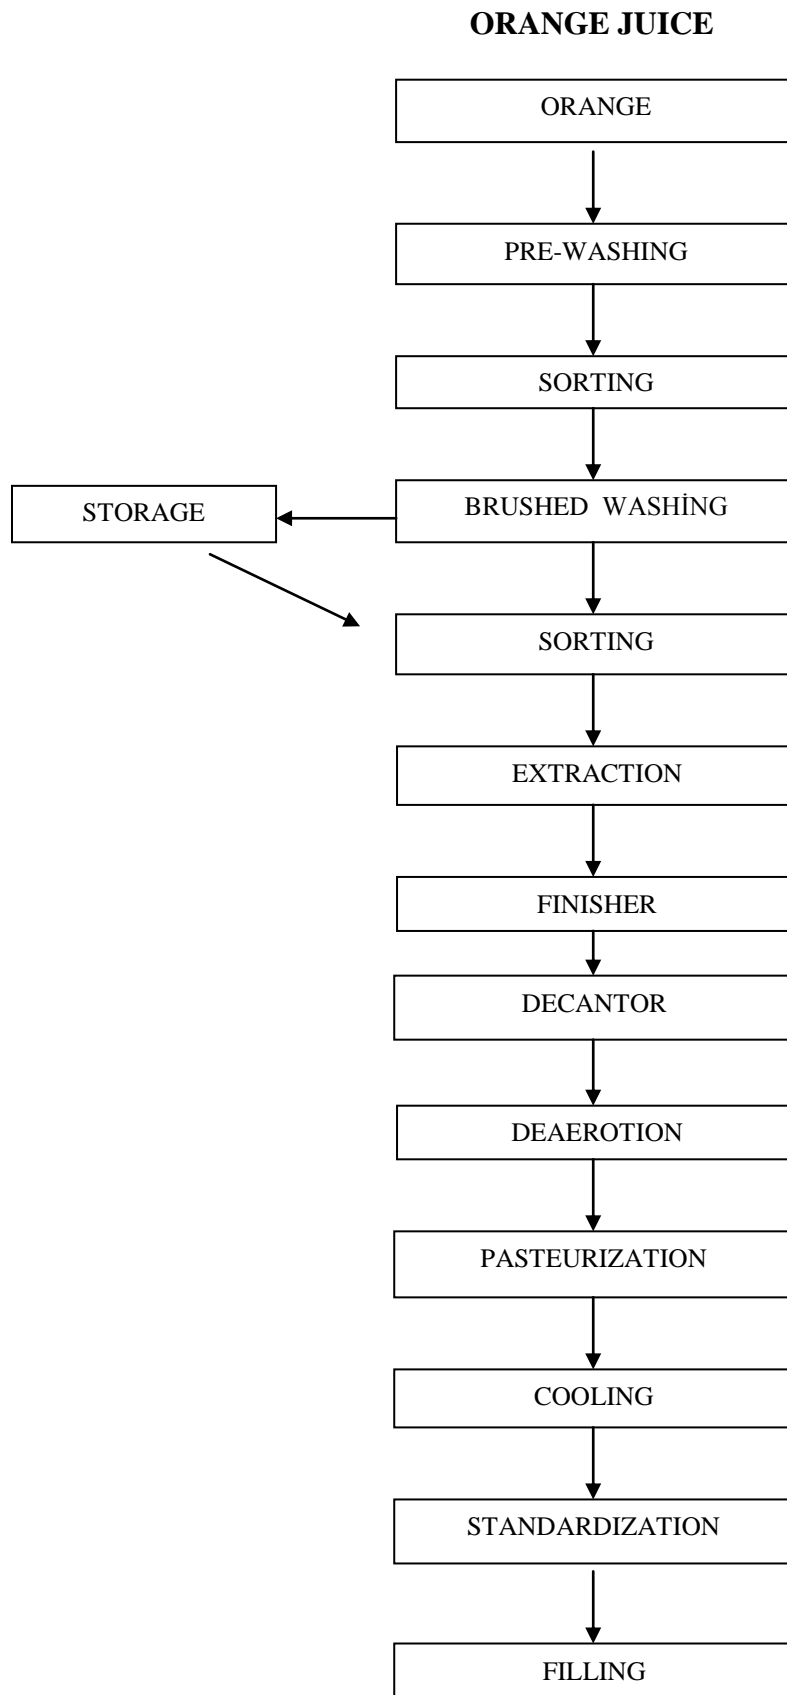 ORANGE JUICE
ORANGE
PRE-WASHING
SORTING
STORAGE
BRUSHED WASHİNG
SORTING
EXTRACTION
FINISHER
DECANTOR
DEAEROTION
PASTEURIZATION
COOLING
STANDARDIZATION
FILLING